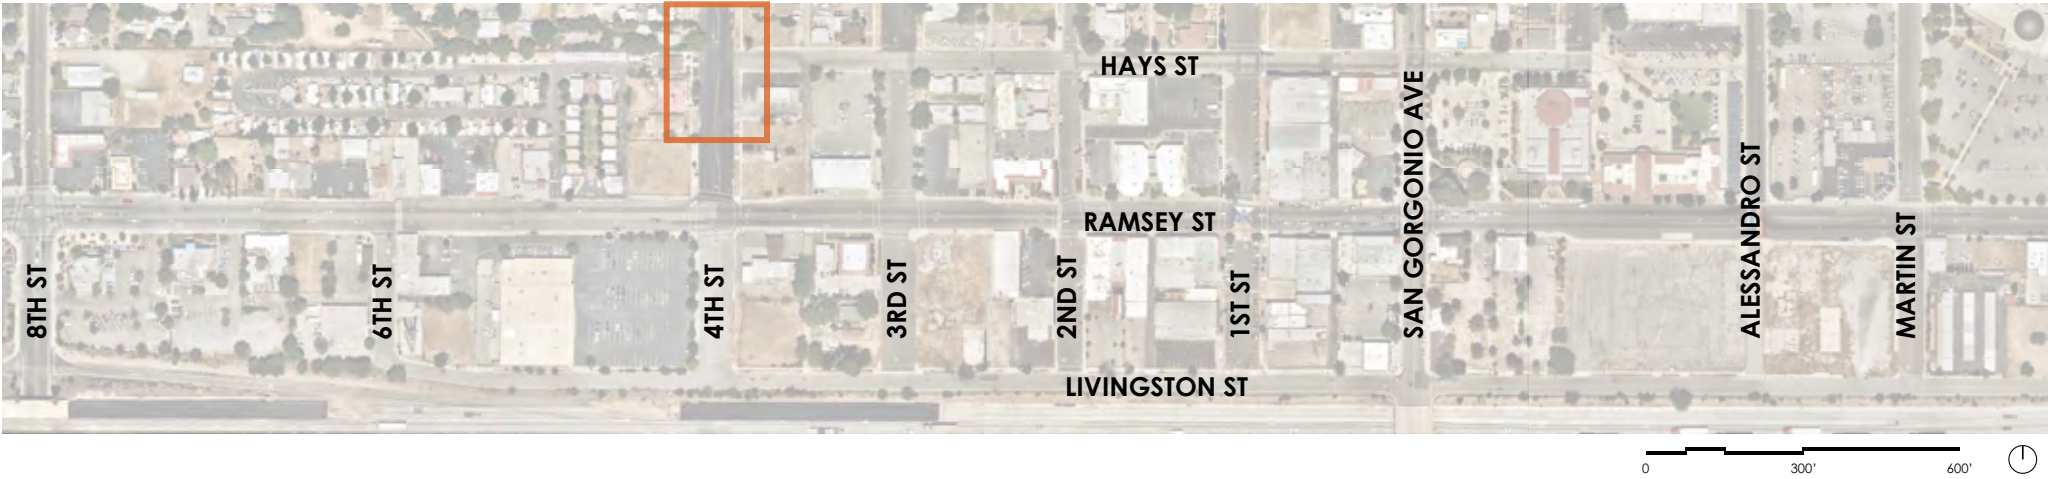 HAYS ST
RAMSEY ST
LIVINGSTON ST
8TH ST
6TH ST
4TH ST
3RD ST
2ND ST
1ST ST
SAN GORGONIO AVE
ALESSANDRO ST
MARTIN ST
0 300' 600'